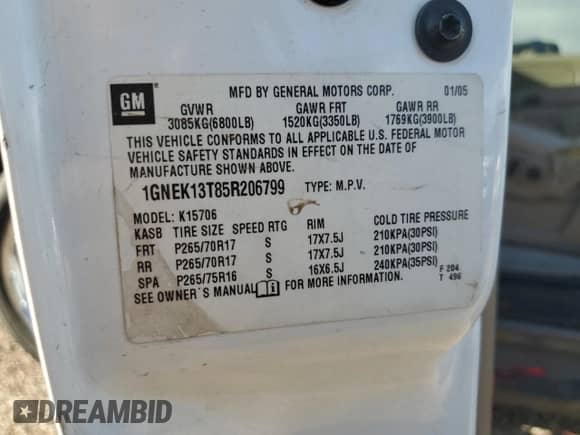 GM
MFD BY GENERAL MOTORS CORP. 01/05
GVWR GAWR FRT GAWR RR
3085KG(6800LB) 1520KG(3350LB) 1769KG(3900LB)
THIS VEHICLE CONFORMS TO ALL APPLICABLE U.S. FEDERAL MOTOR
VEHICLE SAFETY STANDARDS IN EFFECT ON THE DATE OF
MANUFACTURE SHOWN ABOVE.
1GNEK13T85R206799 TYPE: M.P.V.
MODEL: K15706
KASB TIRE SIZE SPEED RTG RIM COLD TIRE PRESSURE
FRT P265/70R17 S 17X7.5J 210KPA(30PSI)
RR P265/70R17 S 17X7.5J 210KPA(30PSI)
SPA P265/75R16 S 16X6.5J 240KPA(35PSI)
SEE OWNER'S MANUAL FOR MORE INFORMATION.
F 204
T 496
DREAMBID